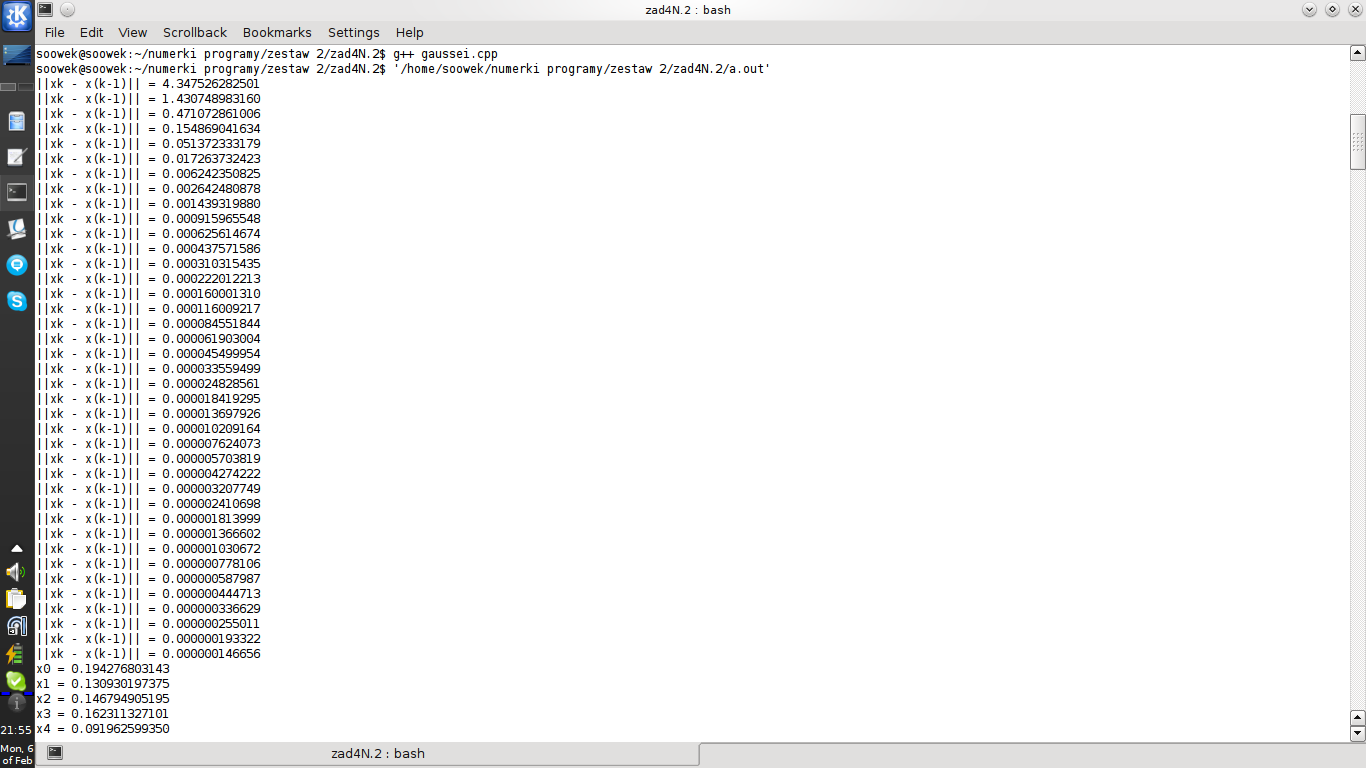 zad4N.2 : bash
File Edit View Scrollback Bookmarks Settings Help
soowek@soowek:~/numerki programy/zestaw 2/zad4N.2$ g++ gaussei.cpp
soowek@soowek:~/numerki programy/zestaw 2/zad4N.2$ '/home/soowek/numerki programy/zestaw 2/zad4N.2/a.out'
||xk - x(k-1)|| = 4.347526282501
||xk - x(k-1)|| = 1.430748983160
||xk - x(k-1)|| = 0.471072861006
||xk - x(k-1)|| = 0.154869041634
||xk - x(k-1)|| = 0.051372333179
||xk - x(k-1)|| = 0.017263732423
||xk - x(k-1)|| = 0.006242350825
||xk - x(k-1)|| = 0.002642480878
||xk - x(k-1)|| = 0.001439319880
||xk - x(k-1)|| = 0.000915965548
||xk - x(k-1)|| = 0.000625614674
||xk - x(k-1)|| = 0.000437571586
||xk - x(k-1)|| = 0.000310315435
||xk - x(k-1)|| = 0.000222012213
||xk - x(k-1)|| = 0.000160001310
||xk - x(k-1)|| = 0.000116009217
||xk - x(k-1)|| = 0.000084551844
||xk - x(k-1)|| = 0.000061903004
||xk - x(k-1)|| = 0.000045499954
||xk - x(k-1)|| = 0.000033559499
||xk - x(k-1)|| = 0.000024828561
||xk - x(k-1)|| = 0.000018419295
||xk - x(k-1)|| = 0.000013697926
||xk - x(k-1)|| = 0.000010209164
||xk - x(k-1)|| = 0.000007624073
||xk - x(k-1)|| = 0.000005703819
||xk - x(k-1)|| = 0.000004274222
||xk - x(k-1)|| = 0.000003207749
||xk - x(k-1)|| = 0.000002410698
||xk - x(k-1)|| = 0.000001813999
||xk - x(k-1)|| = 0.000001366602
||xk - x(k-1)|| = 0.000001030672
||xk - x(k-1)|| = 0.000000778106
||xk - x(k-1)|| = 0.000000587987
||xk - x(k-1)|| = 0.000000444713
||xk - x(k-1)|| = 0.000000336629
||xk - x(k-1)|| = 0.000000255011
||xk - x(k-1)|| = 0.000000193322
||xk - x(k-1)|| = 0.000000146656
x0 = 0.194276803143
x1 = 0.130930197375
x2 = 0.146794905195
x3 = 0.162311327101
x4 = 0.091962599350
21:55
Mon, 6
of Feb
zad4N.2 : bash